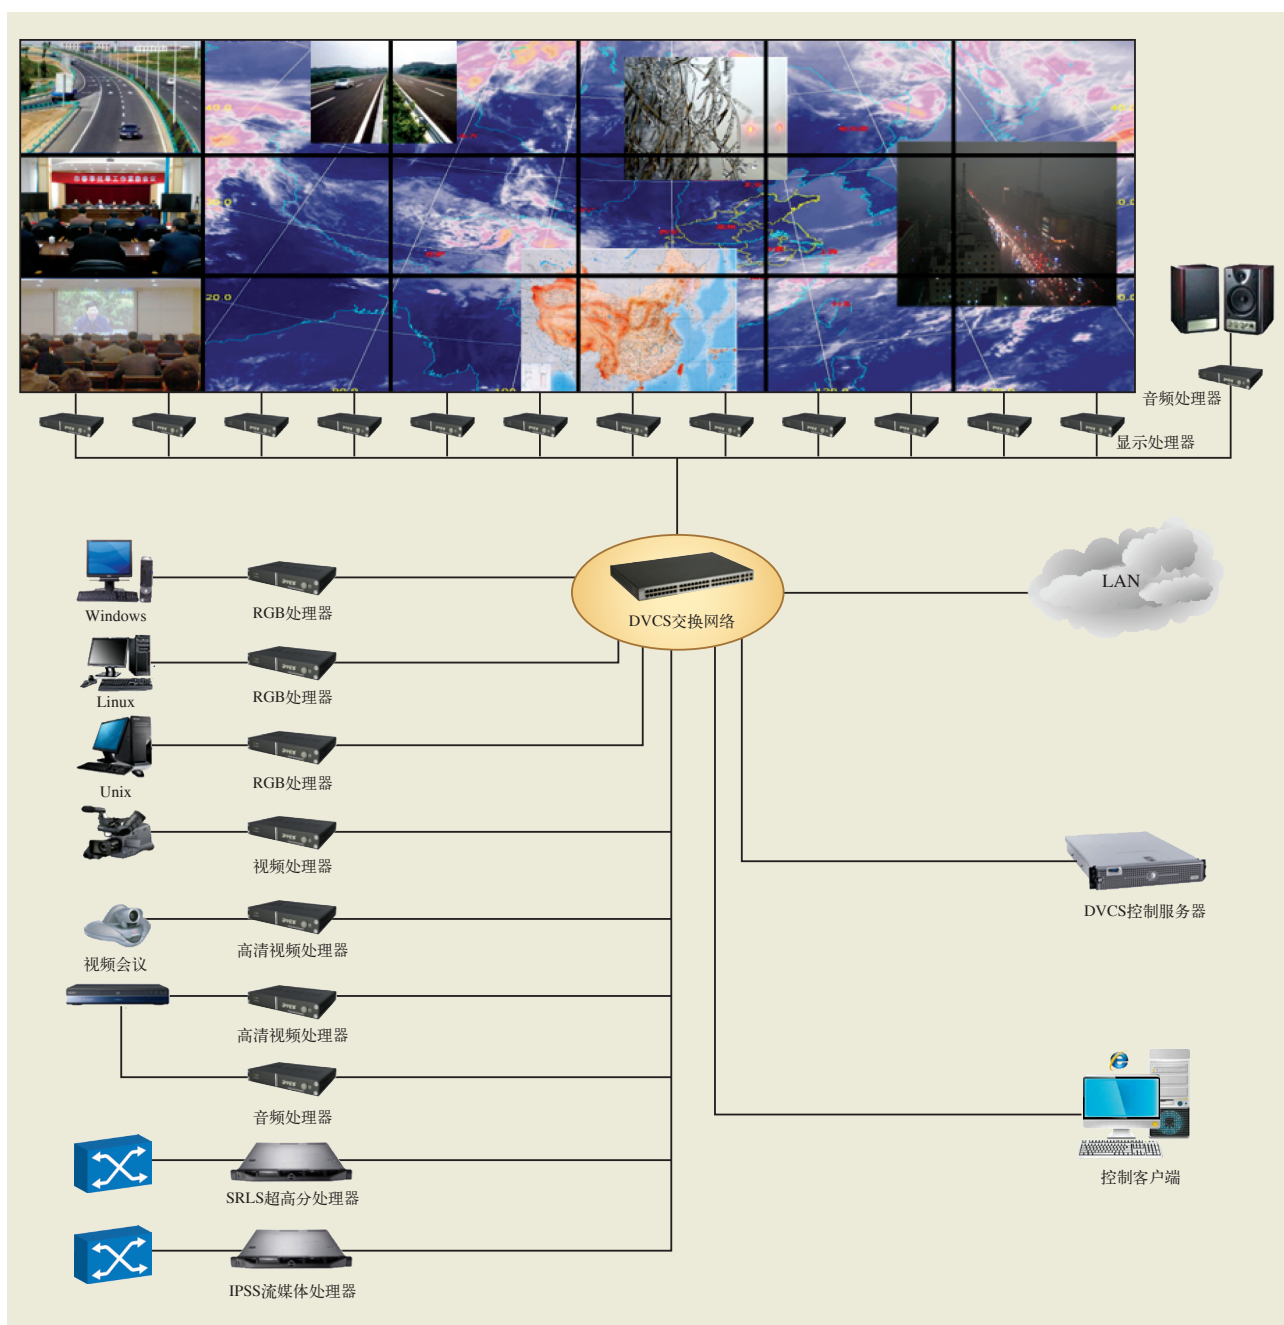 音频处理器
显示处理器
Windows
RGB处理器
DVCS交换网络
LAN
Linux
RGB处理器
Unix
RGB处理器
视频处理器
DVCS控制服务器
视频会议
高清视频处理器
高清视频处理器
音频处理器
控制客户端
SRLS超高分处理器
IPSS流媒体处理器